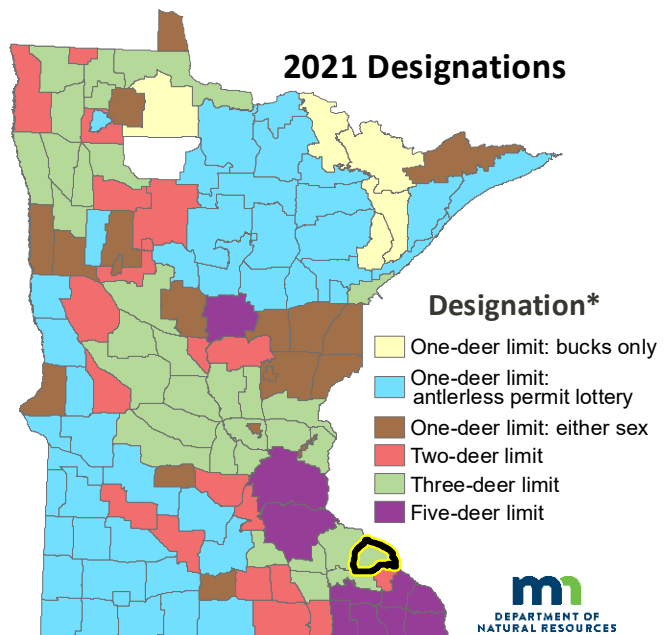 2021 Designations
Designation*
One-deer limit: bucks only
One-deer limit:
antlerless permit lottery
One-deer limit: either sex
Two-deer limit
Three-deer limit
Five-deer limit
mn
DEPARTMENT OF
NATURAL RESOURCES